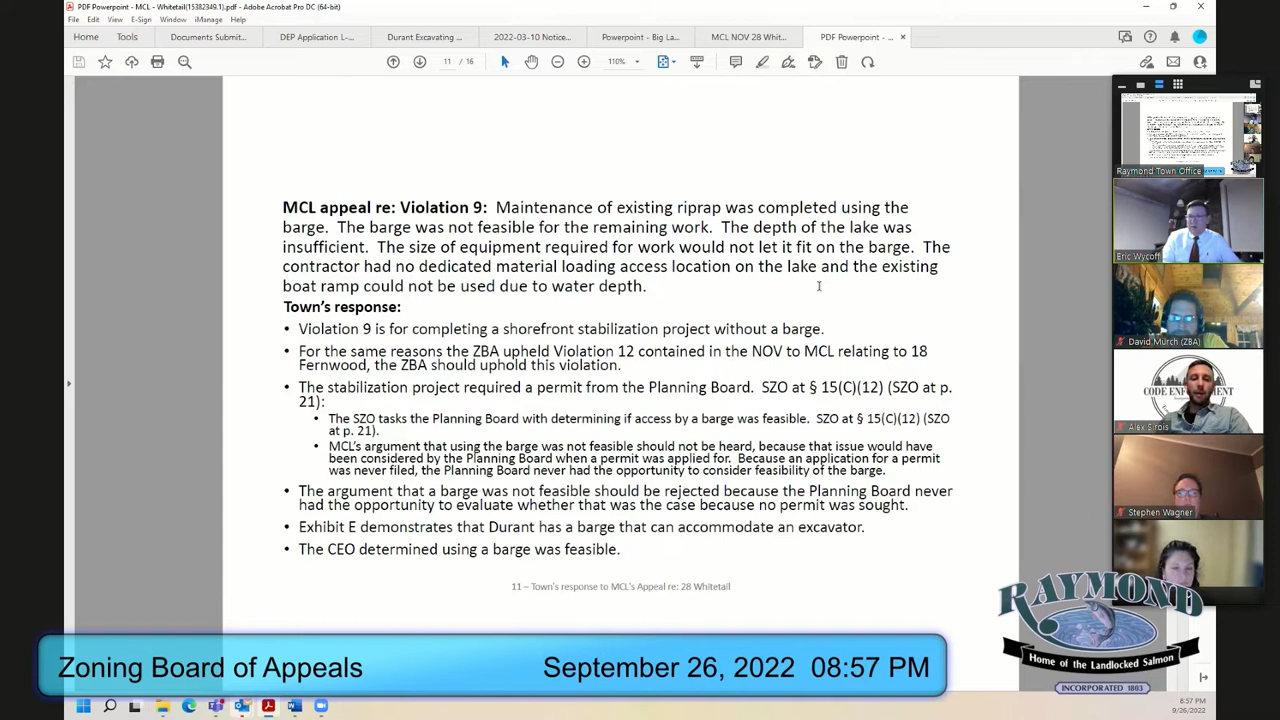 PDF Powerpoint - MCL - Whitetail(15382349.1).pdf - Adobe Acrobat Pro DC (64-bit)
File Edit View E-Sign Window iManage Help
Home Tools Documents Submit... DEP Application L-... Durant Excavating ... 2022-03-10 Notice... Powerpoint - Big La... MCL NOV 28 Whit... PDF Powerpoint - ... ×
11 / 16 110%
MCL appeal re: Violation 9: Maintenance of existing riprap was completed using the
barge. The barge was not feasible for the remaining work. The depth of the lake was
insufficient. The size of equipment required for work would not let it fit on the barge. The
contractor had no dedicated material loading access location on the lake and the existing
boat ramp could not be used due to water depth.
Town's response:
• Violation 9 is for completing a shorefront stabilization project without a barge.
• For the same reasons the ZBA upheld Violation 12 contained in the NOV to MCL relating to 18
Fernwood, the ZBA should uphold this violation.
• The stabilization project required a permit from the Planning Board. SZO at § 15(C)(12) (SZO at p.
21):
• The SZO tasks the Planning Board with determining if access by a barge was feasible. SZO at § 15(C)(12) (SZO
at p. 21).
• MCL's argument that using the barge was not feasible should not be heard, because that issue would have
been considered by the Planning Board when a permit was applied for. Because an application for a permit
was never filed, the Planning Board never had the opportunity to consider feasibility of the barge.
• The argument that a barge was not feasible should be rejected because the Planning Board never
had the opportunity to evaluate whether that was the case because no permit was sought.
• Exhibit E demonstrates that Durant has a barge that can accommodate an excavator.
• The CEO determined using a barge was feasible.
11 – Town's response to MCL's Appeal re: 28 Whitetail
Raymond Town Office
Eric Wycoff
David Murch (ZBA)
CODE ENFORCEMENT
Alex Sirois
Stephen Wagner
RAYMOND
Home of the Landlocked Salmon
INCORPORATED 1803
Zoning Board of Appeals September 26, 2022 08:57 PM
8:57 PM
9/26/2022